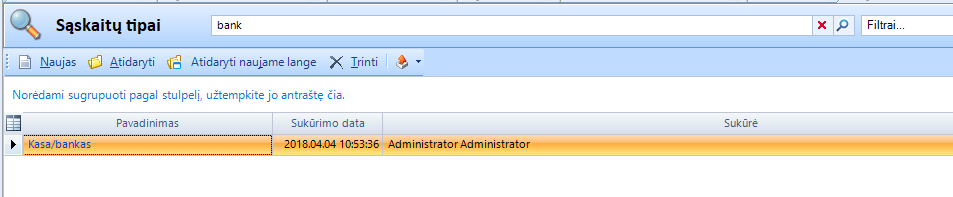 Sąskaitų tipai bank Filtrai...
Naujas Atidaryti Atidaryti naujame lange Trinti
Norėdami sugrupuoti pagal stulpelį, užtempkite jo antraštę čia.
Pavadinimas Sukūrimo data Sukūrė
Kasa/bankas 2018.04.04 10:53:36 Administrator Administrator